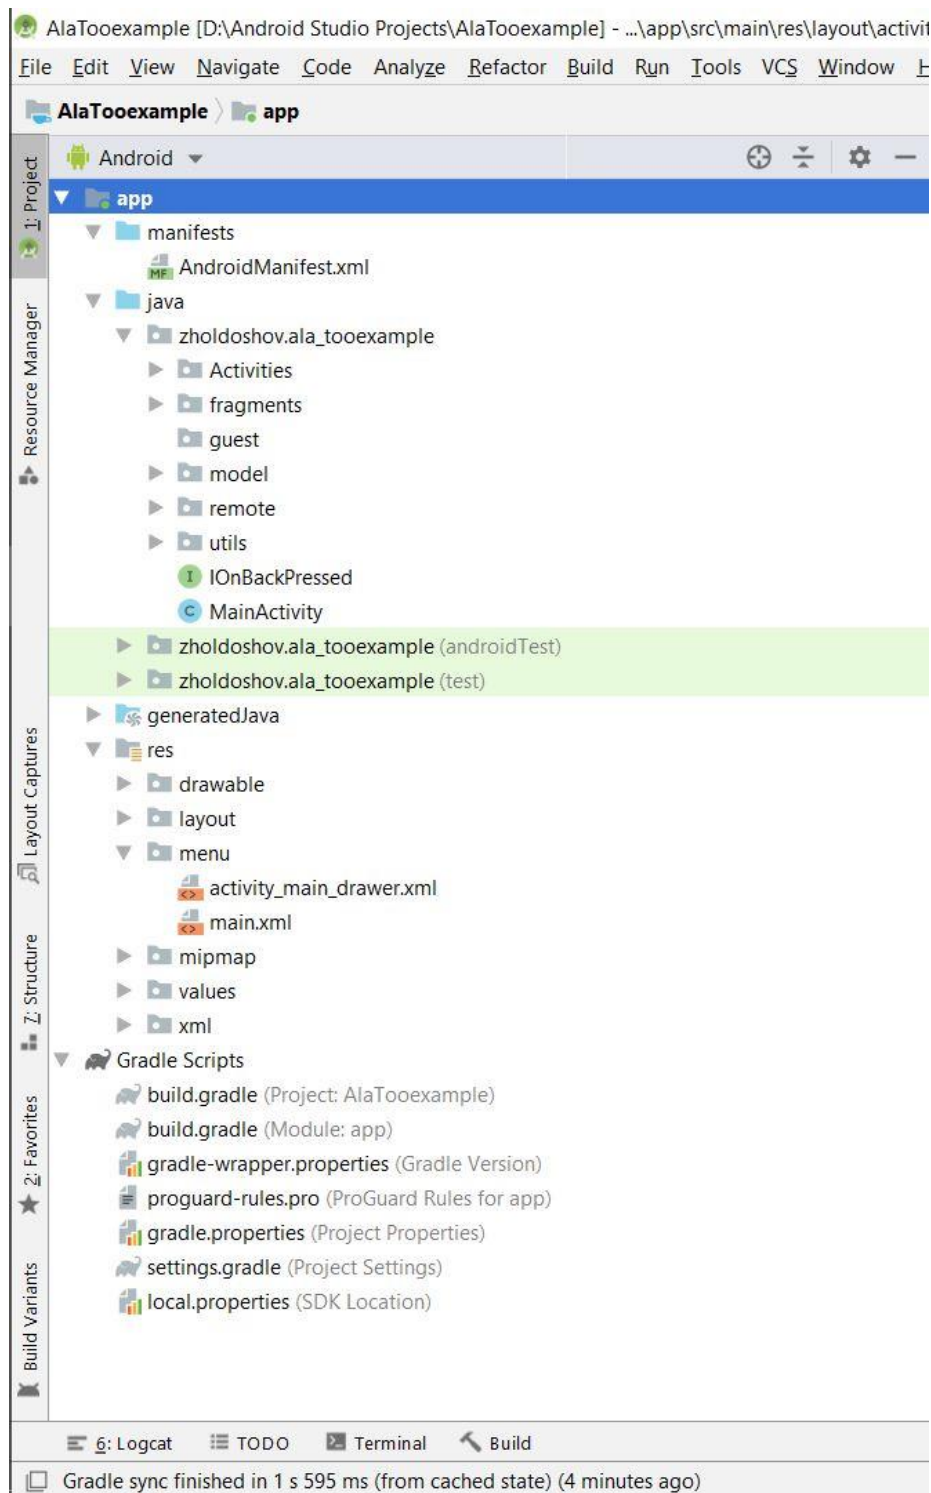 AlaTooexample [D:\Android Studio Projects\AlaTooexample] - ...\app\src\main\res\layout\activit
File Edit View Navigate Code Analyze Refactor Build Run Tools VCS Window H
AlaTooexample app
Android
1: Project
Resource Manager
Layout Captures
7: Structure
2: Favorites
Build Variants
app
manifests
MF AndroidManifest.xml
java
zholdoshov.ala_tooexample
Activities
fragments
guest
model
remote
utils
I IOnBackPressed
C MainActivity
zholdoshov.ala_tooexample (androidTest)
zholdoshov.ala_tooexample (test)
generatedJava
res
drawable
layout
menu
activity_main_drawer.xml
main.xml
mipmap
values
xml
Gradle Scripts
build.gradle (Project: AlaTooexample)
build.gradle (Module: app)
gradle-wrapper.properties (Gradle Version)
proguard-rules.pro (ProGuard Rules for app)
gradle.properties (Project Properties)
settings.gradle (Project Settings)
local.properties (SDK Location)
6: Logcat TODO Terminal Build
Gradle sync finished in 1 s 595 ms (from cached state) (4 minutes ago)